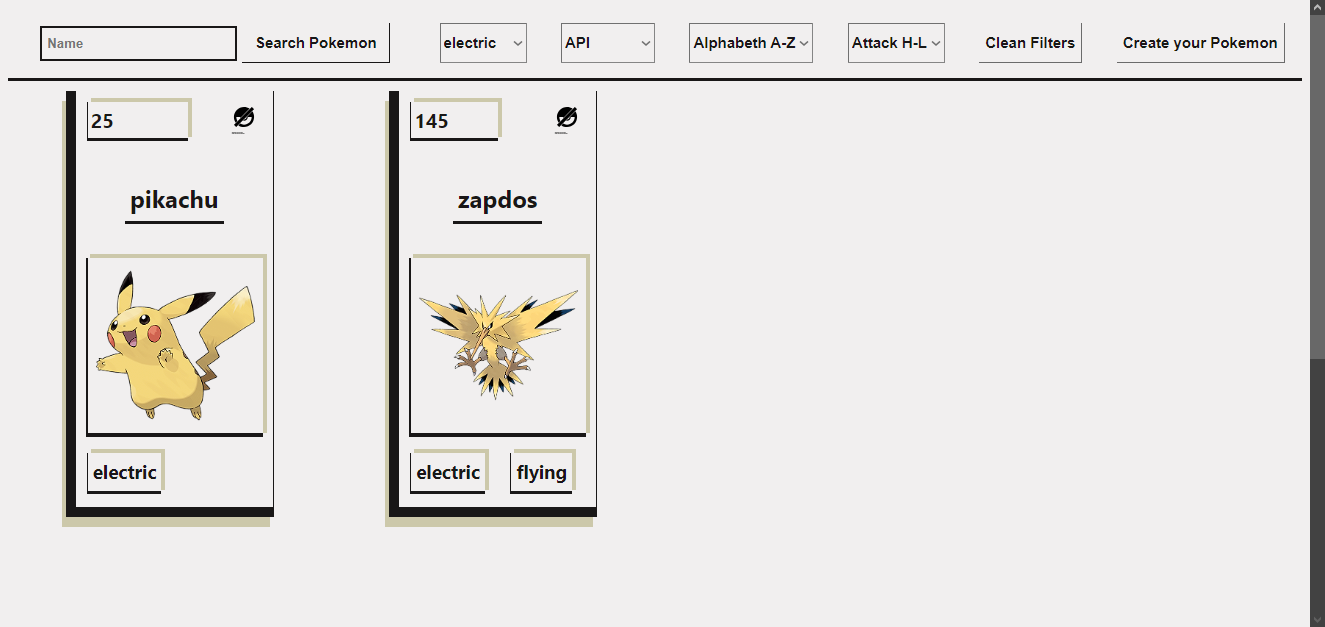 Name Search Pokemon electric API Alphabeth A-Z Attack H-L Clean Filters Create your Pokemon
25 145
pikachu zapdos
electric electric flying